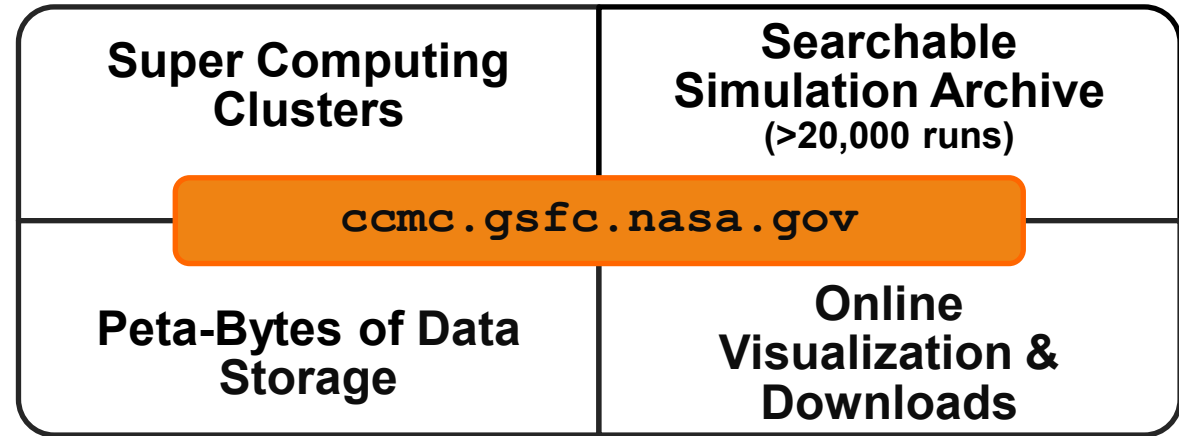 Super Computing
Clusters
Searchable
Simulation Archive
(>20,000 runs)
ccmc.gsfc.nasa.gov
Peta-Bytes of Data
Storage
Online
Visualization &
Downloads